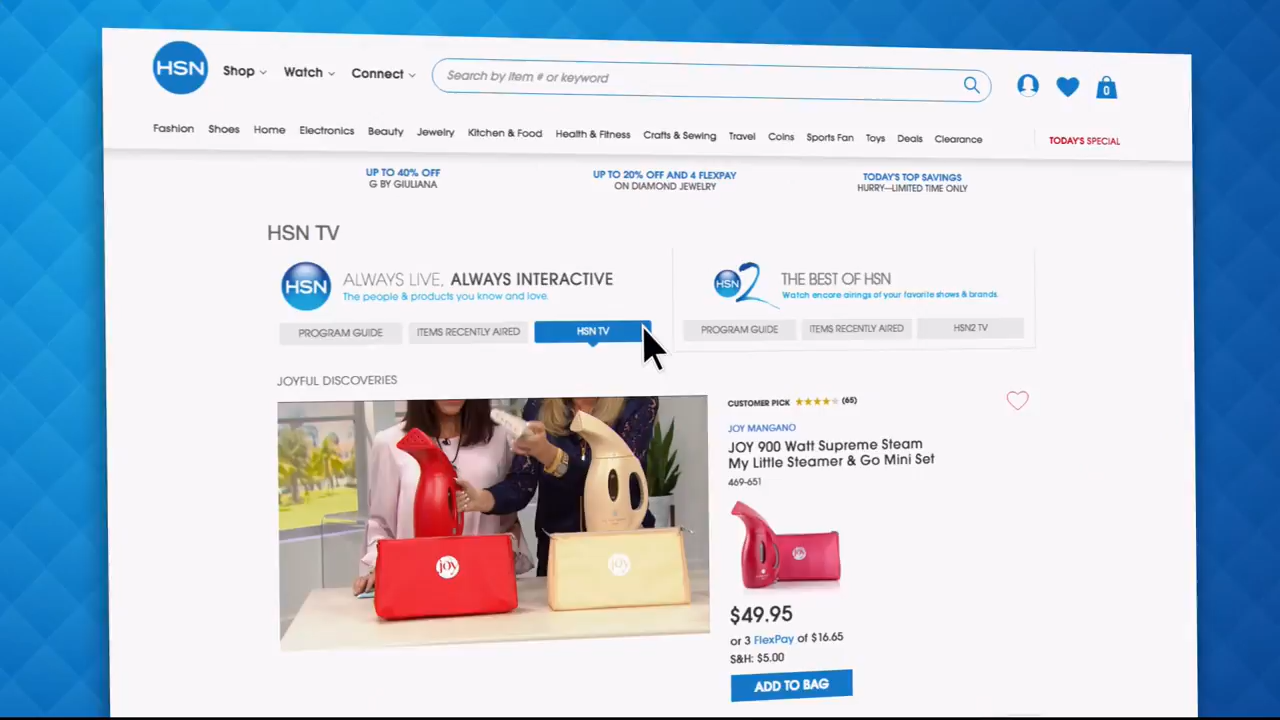 HSN
Shop
Watch
Connect
Search by item # or keyword
0
Fashion
Shoes
Home
Electronics
Beauty
Jewelry
Kitchen & Food
Health & Fitness
Crafts & Sewing
Travel
Coins
Sports Fan
Toys
Deals
Clearance
TODAY'S SPECIAL
UP TO 40% OFF
G BY GIULIANA
UP TO 20% OFF AND 4 FLEXPAY
ON DIAMOND JEWELRY
TODAY'S TOP SAVINGS
HURRY—LIMITED TIME ONLY
HSN TV
HSN
ALWAYS LIVE, ALWAYS INTERACTIVE
The people & products you know and love.
PROGRAM GUIDE
ITEMS RECENTLY AIRED
HSN TV
HSN 2
THE BEST OF HSN
Watch encore airings of your favorite shows & brands.
PROGRAM GUIDE
ITEMS RECENTLY AIRED
HSN2 TV
JOYFUL DISCOVERIES
joy
joy
CUSTOMER PICK
(65)
JOY MANGANO
JOY 900 Watt Supreme Steam
My Little Steamer & Go Mini Set
469-651
joy
$49.95
or 3 FlexPay of $16.65
S&H: $5.00
ADD TO BAG